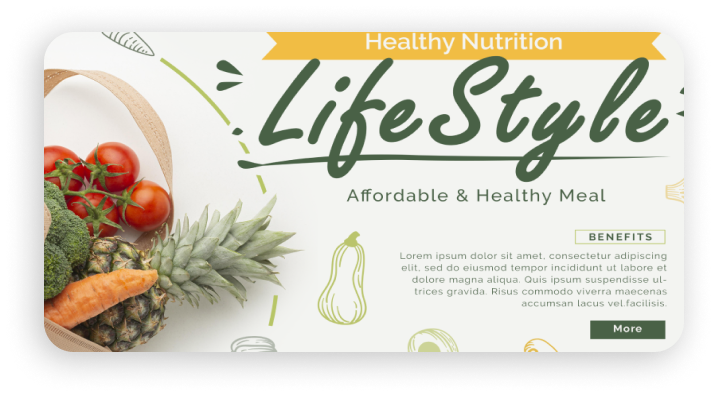 Healthy Nutrition
LifeStyle
Affordable & Healthy Meal
BENEFITS
Lorem ipsum dolor sit amet, consectetur adipiscing
elit, sed do eiusmod tempor incididunt ut labore et
dolore magna aliqua. Quis ipsum suspendisse ul-
trices gravida. Risus commodo viverra maecenas
accumsan lacus vel.facilisis.
More